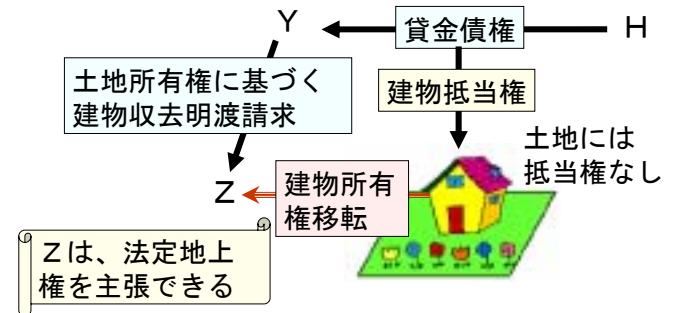 Y
貸金債権
H
土地所有権に基づく
建物収去明渡請求
建物抵当権
土地には
抵当権なし
Z
建物所有
権移転
Zは、法定地上
権を主張できる